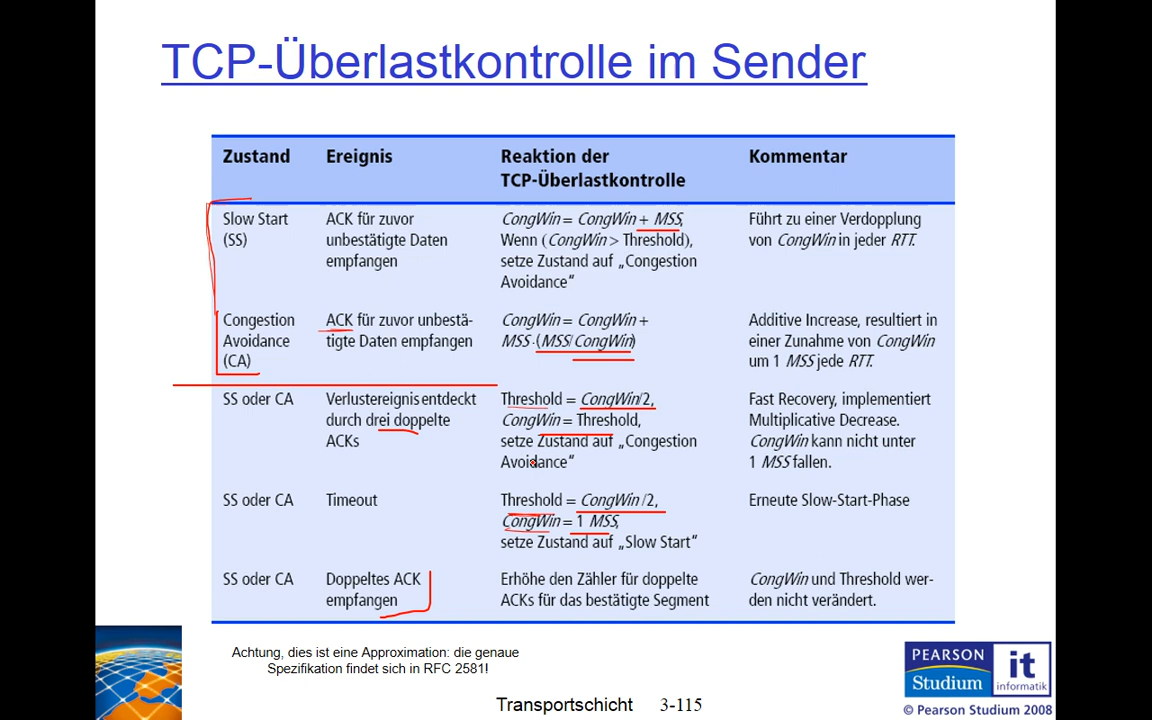 TCP-Überlastkontrolle im Sender
Zustand
Ereignis
Reaktion der
TCP-Überlastkontrolle
Kommentar
Slow Start
(SS)
ACK für zuvor
unbestätigte Daten
empfangen
CongWin = CongWin + MSS,
Wenn (CongWin > Threshold),
setze Zustand auf „Congestion
Avoidance“
Führt zu einer Verdopplung
von CongWin in jeder RTT.
Congestion
Avoidance
(CA)
ACK für zuvor unbestä-
tigte Daten empfangen
CongWin = CongWin +
MSS·(MSS/CongWin)
Additive Increase, resultiert in
einer Zunahme von CongWin
um 1 MSS jede RTT.
SS oder CA
Verlustereignis entdeckt
durch drei doppelte
ACKs
Threshold = CongWin/2,
CongWin = Threshold,
setze Zustand auf „Congestion
Avoidance“
Fast Recovery, implementiert
Multiplicative Decrease.
CongWin kann nicht unter
1 MSS fallen.
SS oder CA
Timeout
Threshold = CongWin/2,
CongWin = 1 MSS,
setze Zustand auf „Slow Start“
Erneute Slow-Start-Phase
SS oder CA
Doppeltes ACK
empfangen
Erhöhe den Zähler für doppelte
ACKs für das bestätigte Segment
CongWin und Threshold wer-
den nicht verändert.
Achtung, dies ist eine Approximation: die genaue
Spezifikation findet sich in RFC 2581!
Transportschicht 3-115
PEARSON
Studium
it
informatik
© Pearson Studium 2008